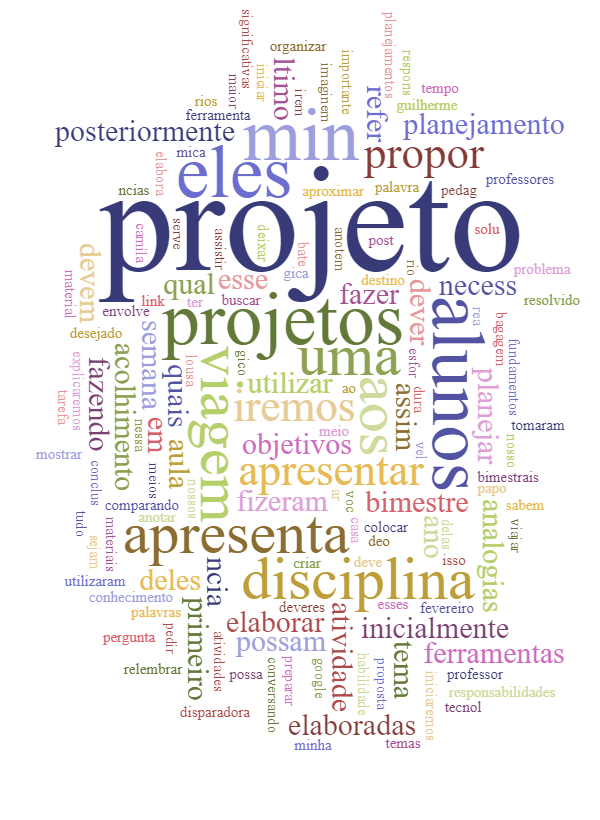 significativas
planejamentos
organizar
maior
iniciar
ltimo
irem
imaginem
importante
respons
refer
tempo
rios
guilherme
ferramenta
posteriormente
min
planejamento
mica
eles
propor
elabora
ncias
aproximar
palavra
pedag
professores
projeto
camila
serve
assistir
deixar
bate
anotem
post
solu
devem
material
gica
rio
problema
qual
esse
destino
necess
link
ter
buscar
fazer
dever
resolvido
envolve
projetos
alunos
rea
bagagem
desejado
semana
fundamentos
explicaremos
acolhimento
lousa
gico
uma
esfor
fazendo
quais
viagem
utilizar
ao
aos
assim
dura
planejar
tarefa
nessa
em
iremos
nosso
tomaram
meio
vel
mostrar
aula
objetivos
conclus
meios
nossos
apresentar
bimestrais
papo
comparando
fizeram
ar
voc
bimestre
sabem
tudo
materiais
anotar
casa
colocar
ano
delas
analogias
viajar
sejam
apresenta
deo
isso
utilizaram
deles
ncia
criar
deve
disciplina
conhecimento
primeiro
deveres
esses
fevereiro
palavras
elaborar
atividade
inicialmente
pergunta
pedir
atividades
possam
tema
ferramentas
relembrar
possa
conversando
preparar
google
habilidade
proposta
professor
iniciaremos
responsabilidades
disparadora
tecnol
elaboradas
minha
temas